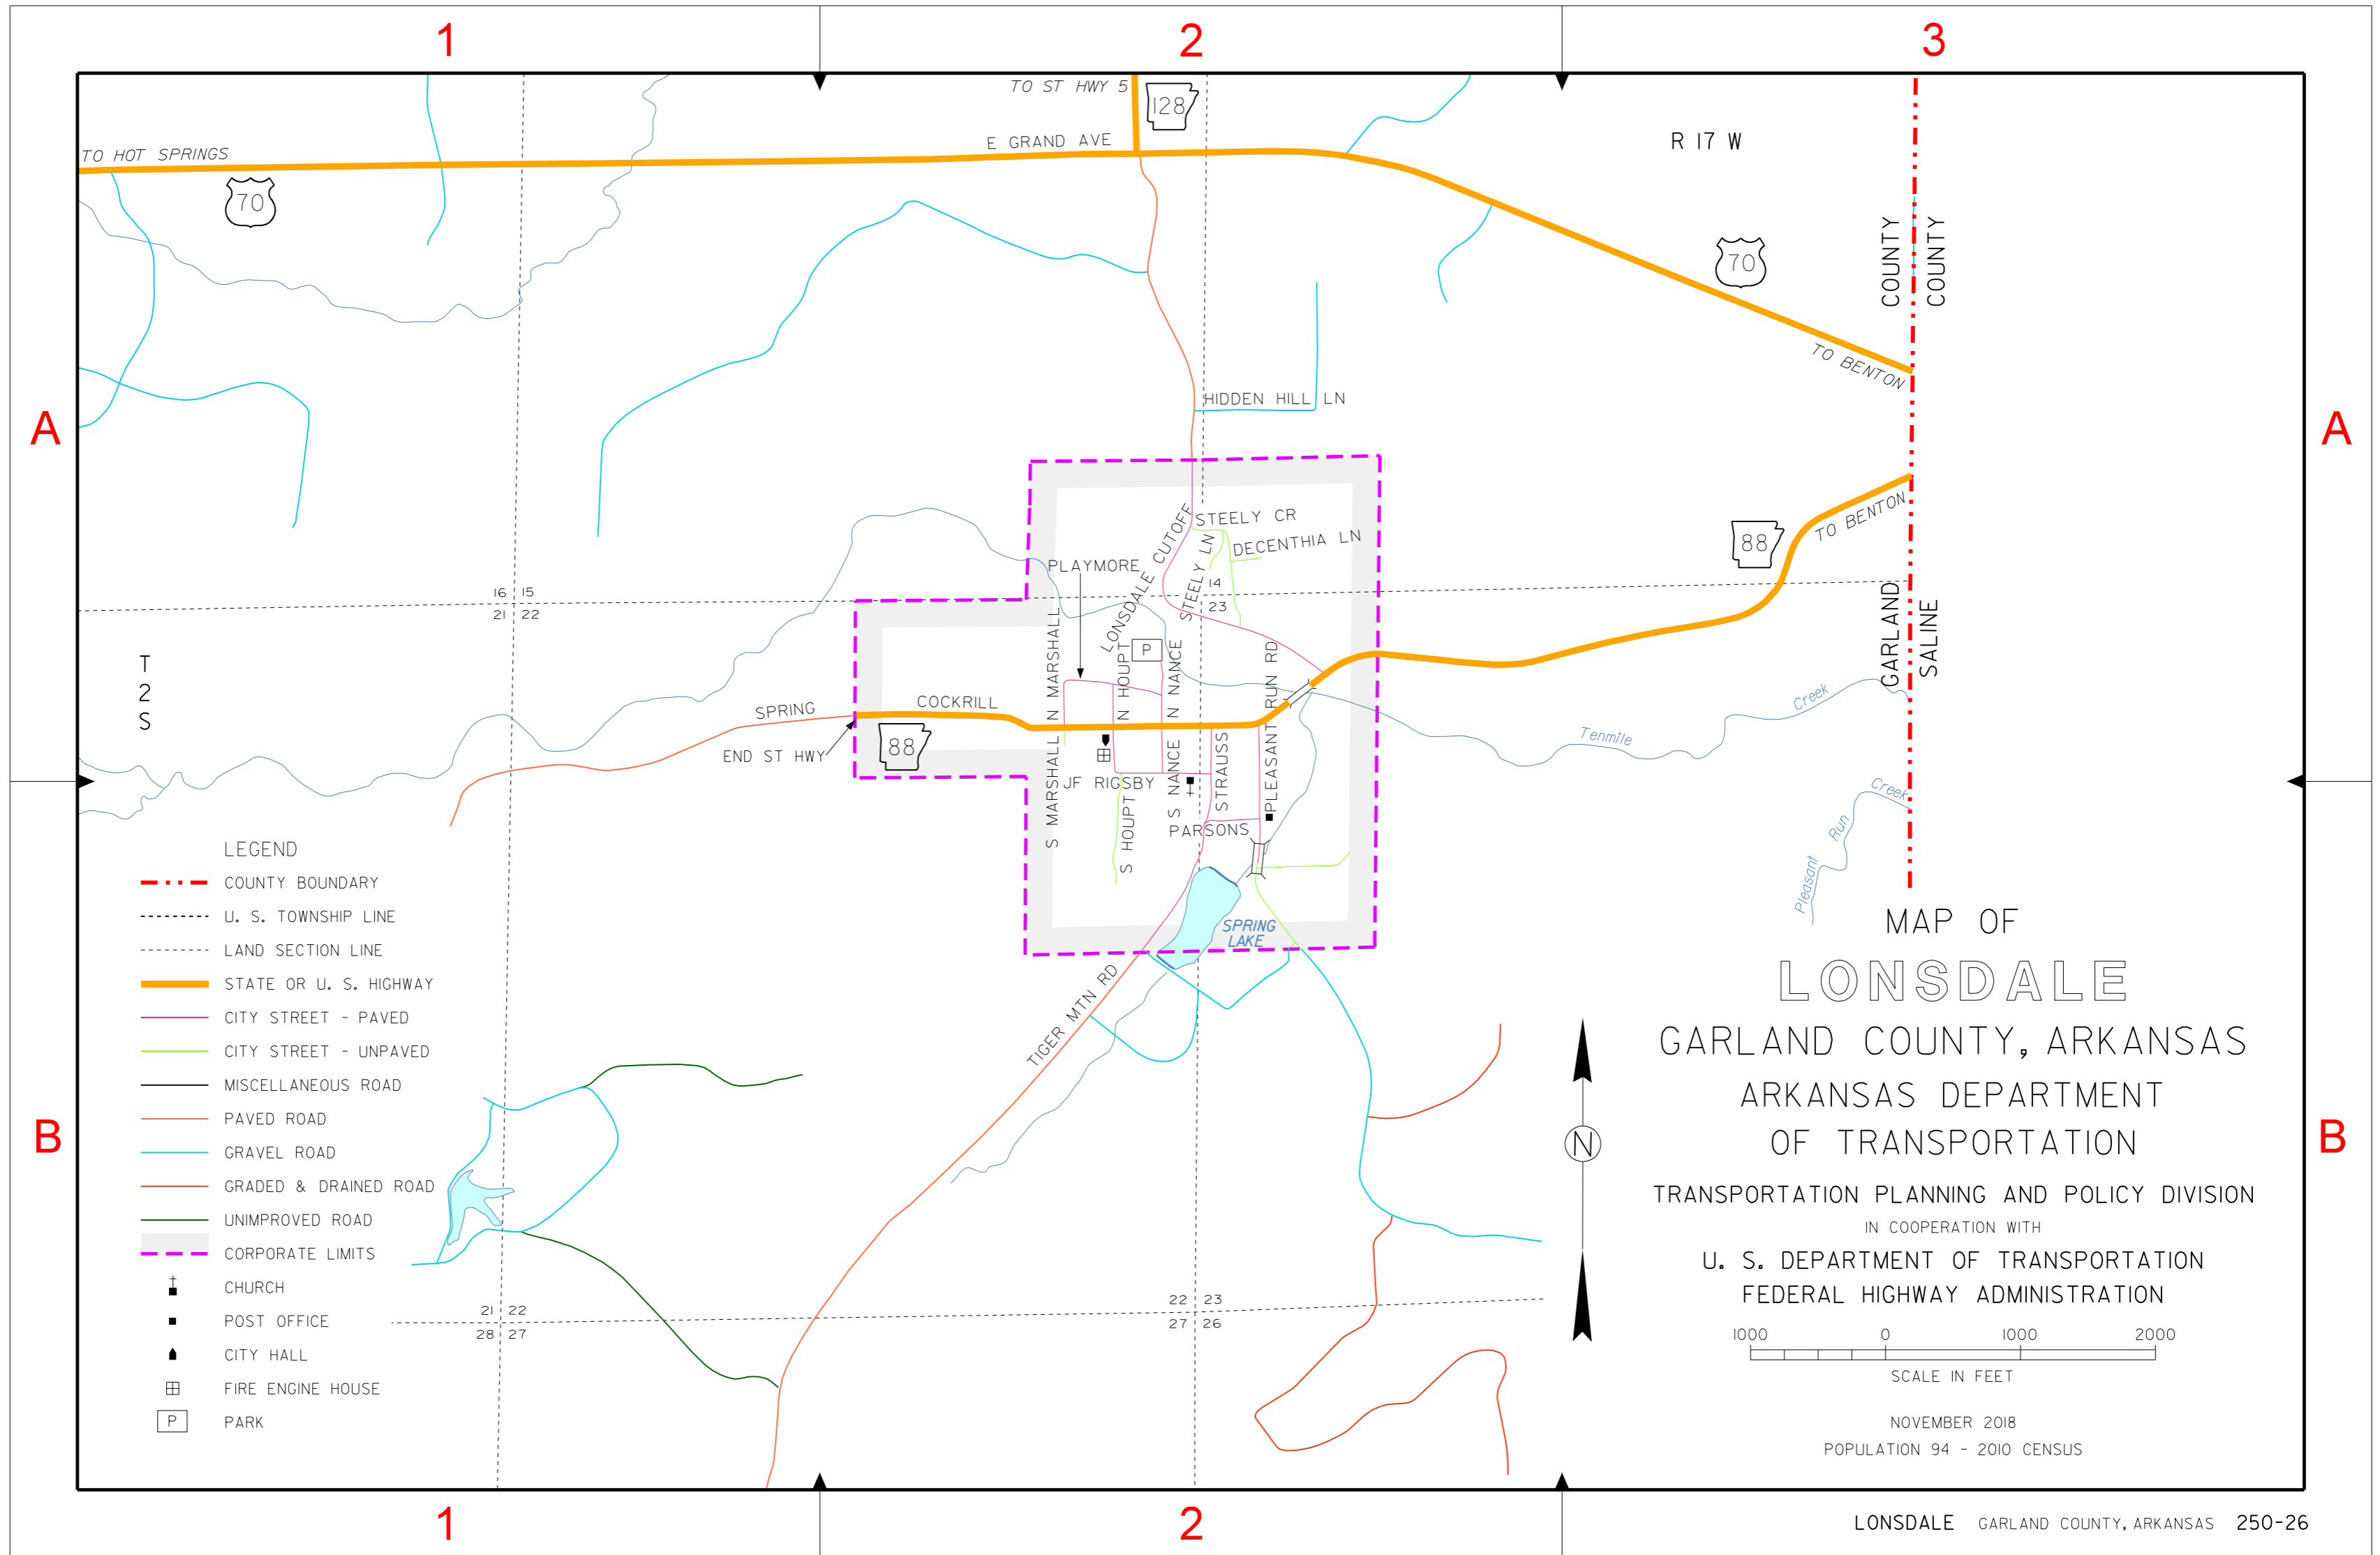 1
2
3
TO ST HWY 5
128
R 17 W
E GRAND AVE
TO HOT SPRINGS
70
COUNTY
COUNTY
70
TO BENTON
HIDDEN HILL LN
A
A
STEELY CR
LONSDALE CUTOFF
STEELY LN
DECENTHIA LN
88
TO BENTON
PLAYMORE
16 15
21 22
14
23
GARLAND
SALINE
T
2
S
P
N MARSHALL
N HOUPT
N NANCE
PLEASANT RUN RD
SPRING
COCKRILL
88
END ST HWY
Creek
Tenmile
S MARSHALL
JF RIGSBY
S NANCE
STRAUSS
S HOUPT
PARSONS
Creek
Run
Pleasant
SPRING
LAKE
TIGER MTN RD
LEGEND
COUNTY BOUNDARY
U. S. TOWNSHIP LINE
LAND SECTION LINE
STATE OR U. S. HIGHWAY
CITY STREET - PAVED
CITY STREET - UNPAVED
MISCELLANEOUS ROAD
PAVED ROAD
GRAVEL ROAD
GRADED & DRAINED ROAD
UNIMPROVED ROAD
CORPORATE LIMITS
CHURCH
POST OFFICE
CITY HALL
FIRE ENGINE HOUSE
P PARK
B
B
21 22
28 27
22 23
27 26
N
MAP OF
LONSDALE
GARLAND COUNTY, ARKANSAS
ARKANSAS DEPARTMENT
OF TRANSPORTATION
TRANSPORTATION PLANNING AND POLICY DIVISION
IN COOPERATION WITH
U. S. DEPARTMENT OF TRANSPORTATION
FEDERAL HIGHWAY ADMINISTRATION
1000 0 1000 2000
SCALE IN FEET
NOVEMBER 2018
POPULATION 94 - 2010 CENSUS
1
2
LONSDALE GARLAND COUNTY, ARKANSAS 250-26